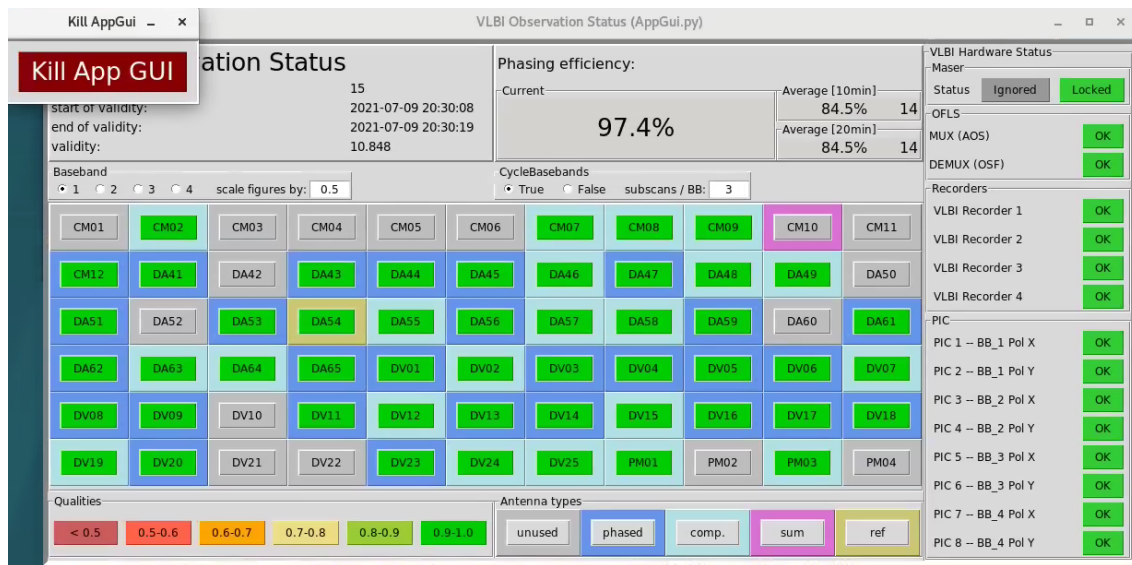 Kill AppGui
VLBI Observation Status (AppGui.py)
Kill App GUI
ation Status
15
start of validity: 2021-07-09 20:30:08
end of validity: 2021-07-09 20:30:19
validity: 10.848
Phasing efficiency:
Current
97.4%
Average [10min]
84.5% 14
Average [20min]
84.5% 14
Baseband
1 2 3 4 scale figures by: 0.5
CycleBasebands
True False subscans / BB: 3
CM01 CM02 CM03 CM04 CM05 CM06 CM07 CM08 CM09 CM10 CM11
CM12 DA41 DA42 DA43 DA44 DA45 DA46 DA47 DA48 DA49 DA50
DA51 DA52 DA53 DA54 DA55 DA56 DA57 DA58 DA59 DA60 DA61
DA62 DA63 DA64 DA65 DV01 DV02 DV03 DV04 DV05 DV06 DV07
DV08 DV09 DV10 DV11 DV12 DV13 DV14 DV15 DV16 DV17 DV18
DV19 DV20 DV21 DV22 DV23 DV24 DV25 PM01 PM02 PM03 PM04
Qualities
< 0.5 0.5-0.6 0.6-0.7 0.7-0.8 0.8-0.9 0.9-1.0
Antenna types
unused phased comp. sum ref
VLBI Hardware Status
Maser
Status Ignored Locked
OFLS
MUX (AOS) OK
DEMUX (OSF) OK
Recorders
VLBI Recorder 1 OK
VLBI Recorder 2 OK
VLBI Recorder 3 OK
VLBI Recorder 4 OK
PIC
PIC 1 -- BB_1 Pol X OK
PIC 2 -- BB_1 Pol Y OK
PIC 3 -- BB_2 Pol X OK
PIC 4 -- BB_2 Pol Y OK
PIC 5 -- BB_3 Pol X OK
PIC 6 -- BB_3 Pol Y OK
PIC 7 -- BB_4 Pol X OK
PIC 8 -- BB_4 Pol Y OK